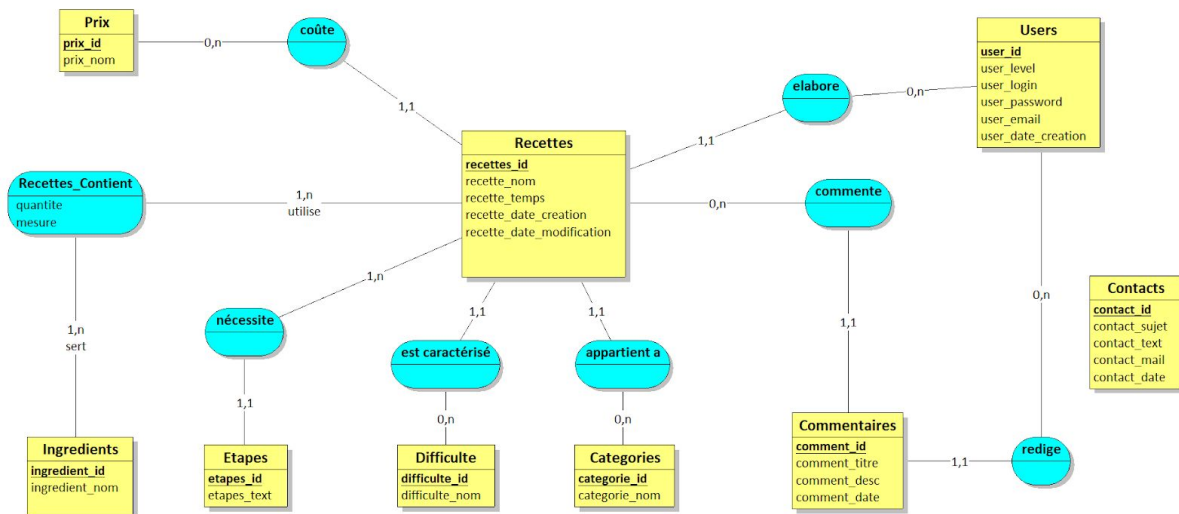 Prix
prix_id
prix_nom
0,n
coûte
1,1
Users
user_id
user_level
user_login
user_password
user_email
user_date_creation
elabore
0,n
1,1
Recettes
recettes_id
recette_nom
recette_temps
recette_date_creation
recette_date_modification
Recettes_Contient
quantite
mesure
1,n
utilise
0,n
commente
1,n
sert
1,n
nécessite
1,1
est caractérisé
1,1
appartient a
1,1
0,n
Contacts
contact_id
contact_sujet
contact_text
contact_mail
contact_date
1,1
0,n
0,n
Ingredients
ingredient_id
ingredient_nom
Etapes
etapes_id
etapes_text
Difficulte
difficulte_id
difficulte_nom
Categories
categorie_id
categorie_nom
Commentaires
comment_id
comment_titre
comment_desc
comment_date
1,1
redige